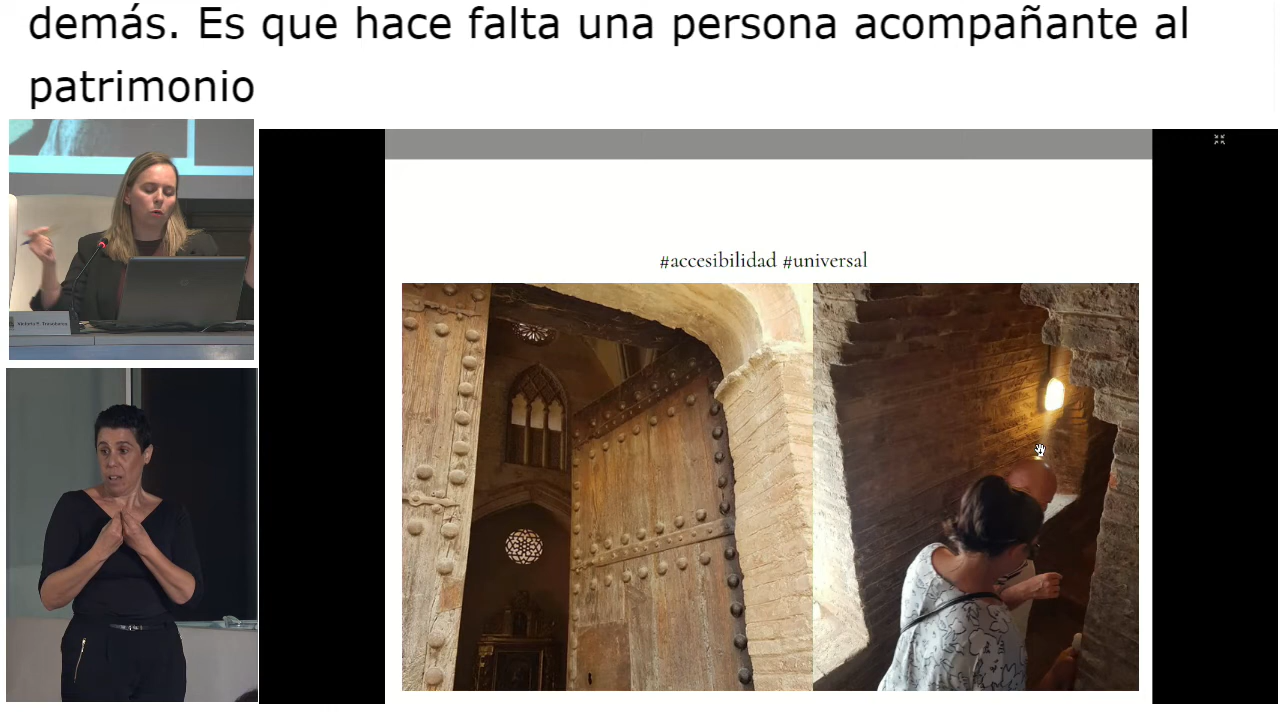 demás. Es que hace falta una persona acompañante al
patrimonio
#accesibilidad #universal